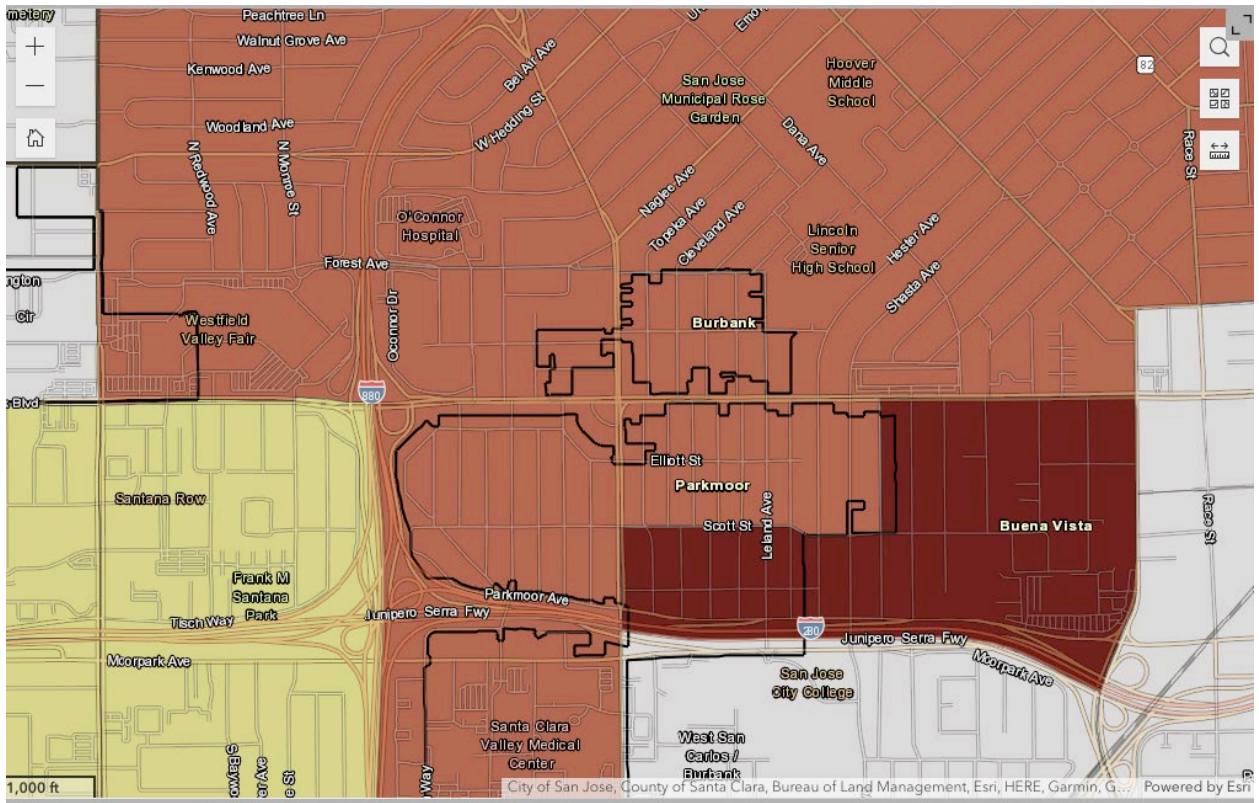 emetery
Peachtree Ln
Walnut Grove Ave
Kenwood Ave
Bel Air Ave
W Hedding St
Woodland Ave
N Redwood Ave
N Monroe St
San Jose
Municipal Rose
Garden
Hoover
Middle
School
82
Dana Ave
Race St
Naglee Ave
Topeka Ave
Cleveland Ave
O'Connor
Hospital
Lincoln
Senior
High School
Hester Ave
Shasta Ave
Forest Ave
Oconnor Dr
ngton
Cir
Westfield
Valley Fair
Burbank
Blvd
880
Elliott St
Parkmoor
Santana Row
Scott St
Leland Ave
Buena Vista
Race St
Frank M
Santana
Park
Tisch Way
Parkmoor Ave
Junipero Serra Fwy
280
Junipero Serra Fwy
Moorpark Ave
Moorpark Ave
San Jose
City College
Santa Clara
Valley Medical
Center
West San
Carlos /
Burbank
S Bayw
er Ave
e St
Way
1,000 ft
City of San Jose, County of Santa Clara, Bureau of Land Management, Esri, HERE, Garmin, G... Powered by Esri